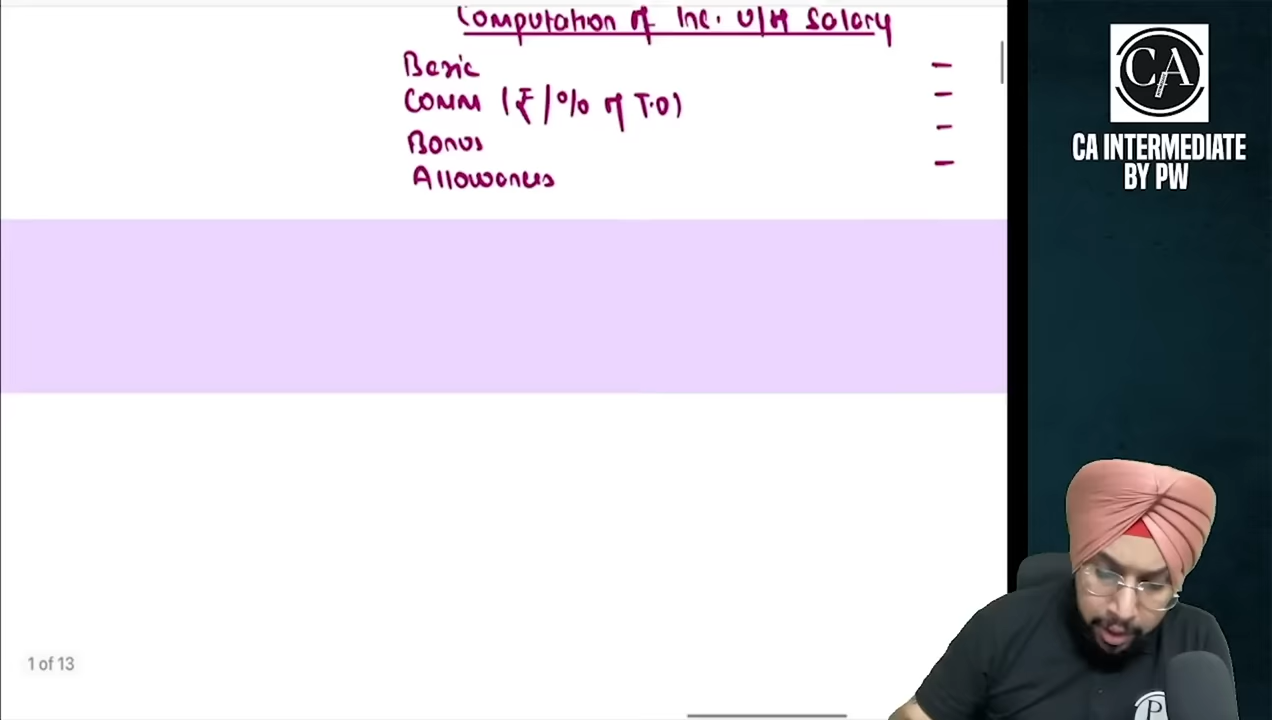 Computation of Inc. U/H Salary
Basic -
Comm (₹/% of T.O) -
Bonus -
Allowances -
CA
CA INTERMEDIATE
BY PW
1 of 13
P